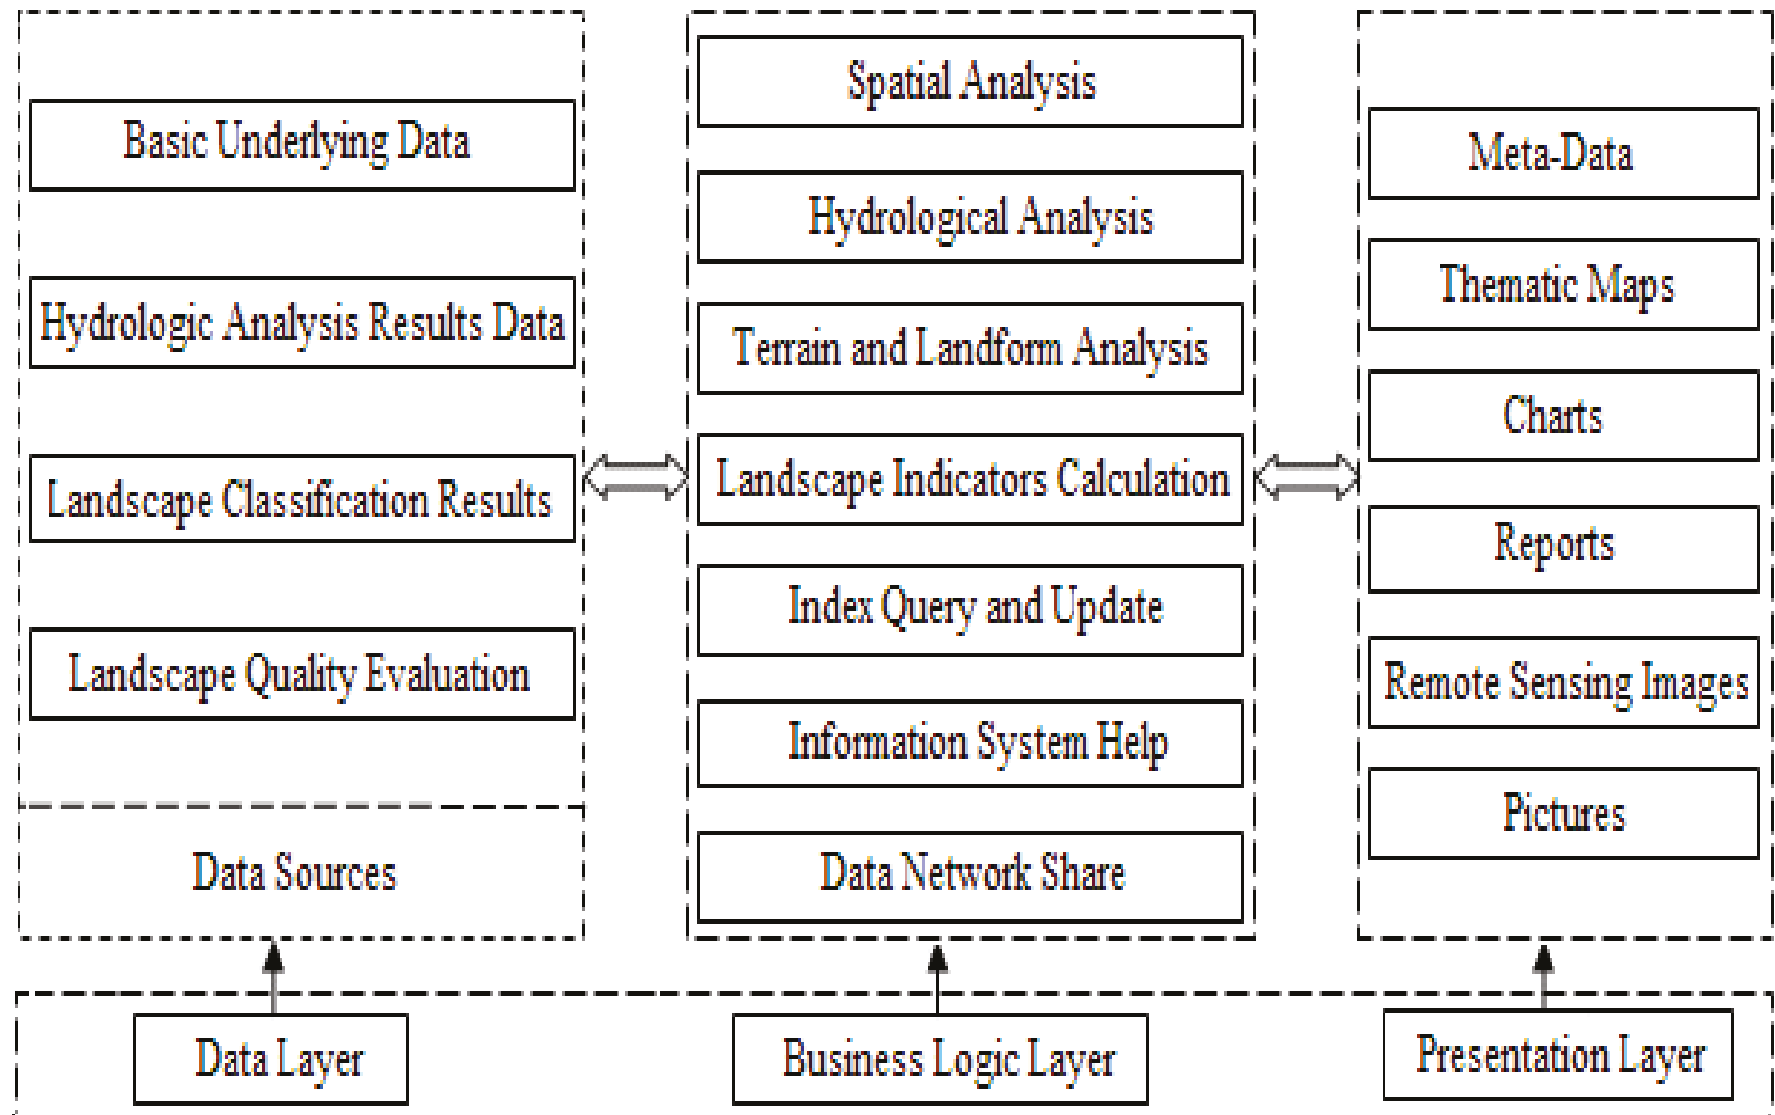 Basic Underlying Data
Hydrologic Analysis Results Data
Landscape Classification Results
Landscape Quality Evaluation
Data Sources
Spatial Analysis
Hydrological Analysis
Terrain and Landform Analysis
Landscape Indicators Calculation
Index Query and Update
Information System Help
Data Network Share
Meta-Data
Thematic Maps
Charts
Reports
Remote Sensing Images
Pictures
Data Layer
Business Logic Layer
Presentation Layer